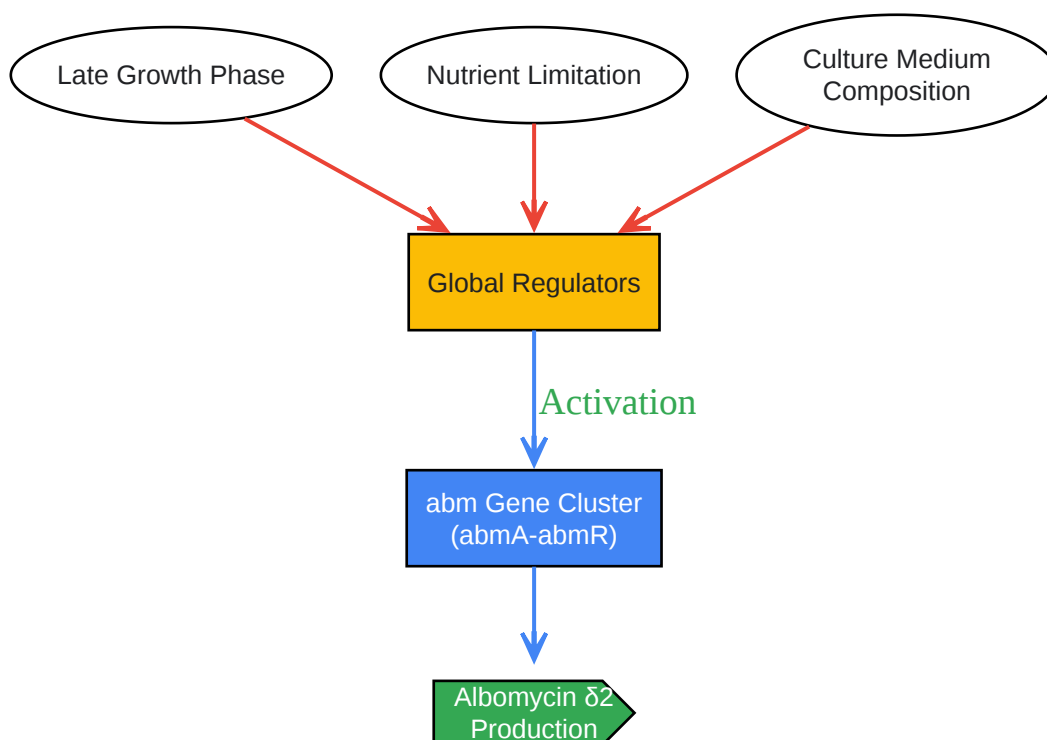 Late Growth Phase
Nutrient Limitation
Culture Medium
Composition
Global Regulators
Activation
abm Gene Cluster
(abmA-abmR)
Albomycin δ2
Production